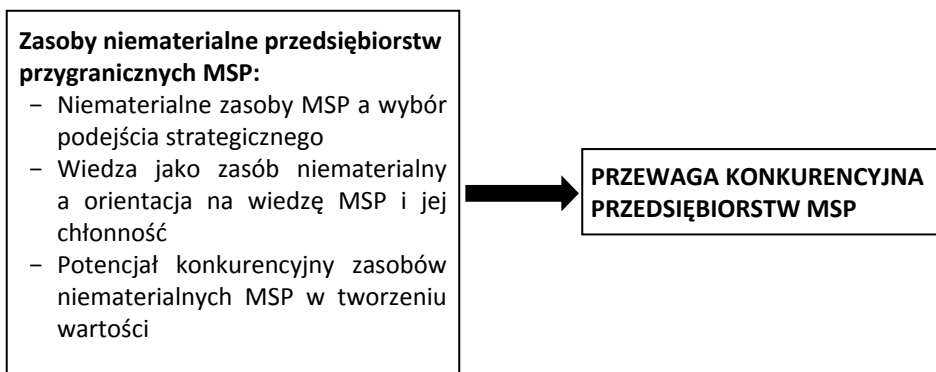 Zasoby niematerialne przedsiębiorstw
przygranicznych MSP:
− Niematerialne zasoby MSP a wybór
podejścia strategicznego
− Wiedza jako zasób niematerialny
a orientacja na wiedzę MSP i jej
chłonność
− Potencjał konkurencyjny zasobów
niematerialnych MSP w tworzeniu
wartości
PRZEWAGA KONKURENCYJNA
PRZEDSIĘBIORSTW MSP